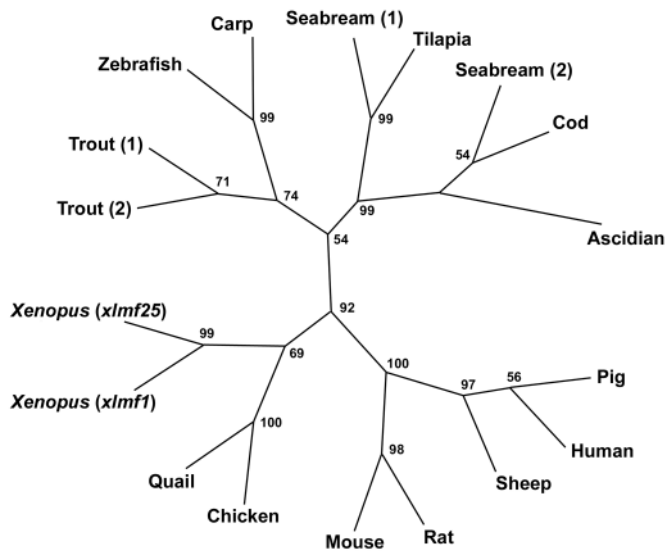 Carp
Seabream (1)
Tilapia
Zebrafish
Seabream (2)
99
99
Cod
Trout (1)
54
71
74
99
Trout (2)
54
Ascidian
Xenopus (xlmf25)
92
99
69
100
Pig
97
56
Xenopus (xlmf1)
100
Human
98
Quail
Sheep
Chicken
Mouse
Rat